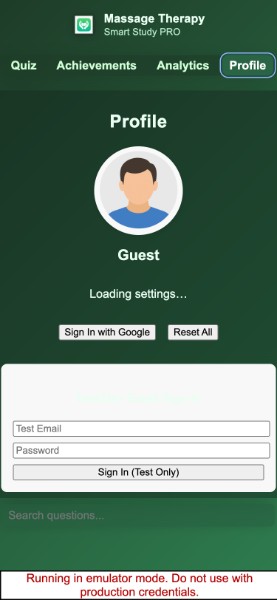 Massage Therapy
Smart Study PRO
Quiz Achievements Analytics Profile
Profile
Guest
Loading settings...
Sign In with Google Reset All
Test Email
Password
Sign In (Test Only)
Search questions...
Running in emulator mode. Do not use with
production credentials.